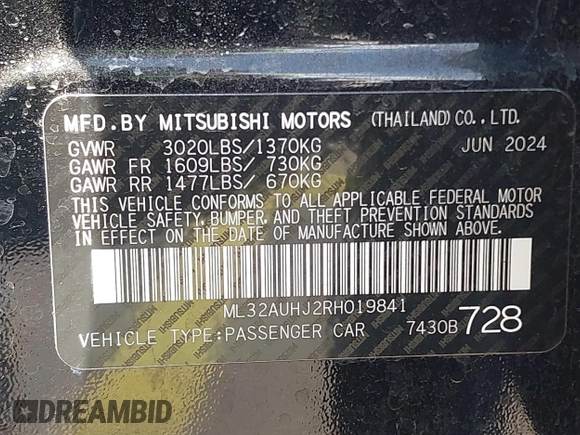 MFD.BY MITSUBISHI MOTORS (THAILAND)CO.,LTD.
GVWR 3020LBS/1370KG JUN 2024
GAWR FR 1609LBS/ 730KG
GAWR RR 1477LBS/ 670KG
THIS VEHICLE CONFORMS TO ALL APPLICABLE FEDERAL MOTOR
VEHICLE SAFETY, BUMPER, AND THEFT PREVENTION STANDARDS
IN EFFECT ON THE DATE OF MANUFACTURE SHOWN ABOVE.
ML32AUHJ2RH019841
VEHICLE TYPE:PASSENGER CAR 7430B 728
DREAMBID